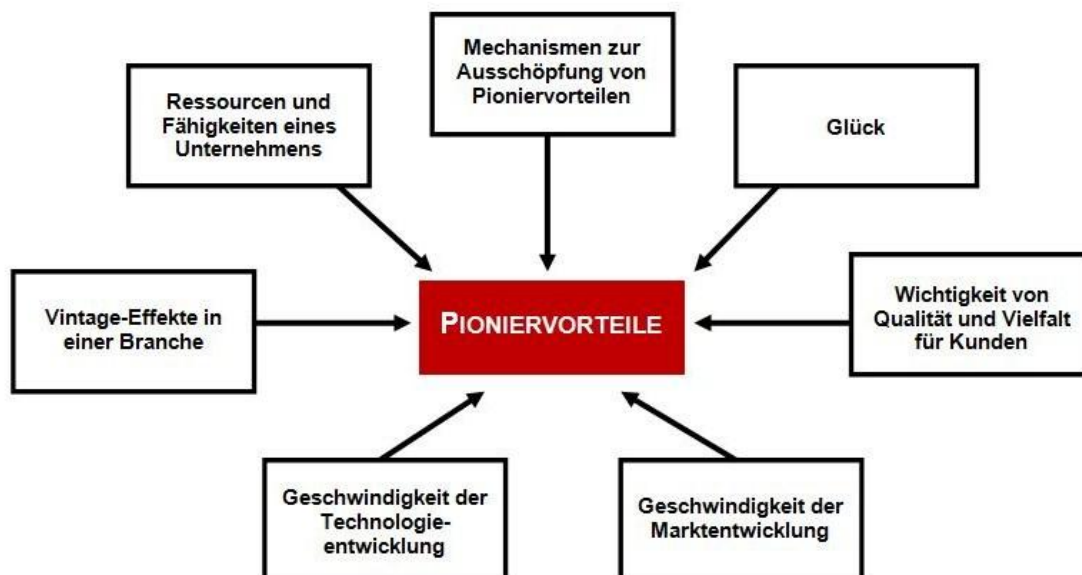 Mechanismen zur
Ausschöpfung von
Pioniervorteilen
Ressourcen und
Fähigkeiten eines
Unternehmens
Glück
Vintage-Effekte in
einer Branche
PIONIERVORTEILE
Wichtigkeit von
Qualität und Vielfalt
für Kunden
Geschwindigkeit der
Technologie-
entwicklung
Geschwindigkeit der
Marktentwicklung